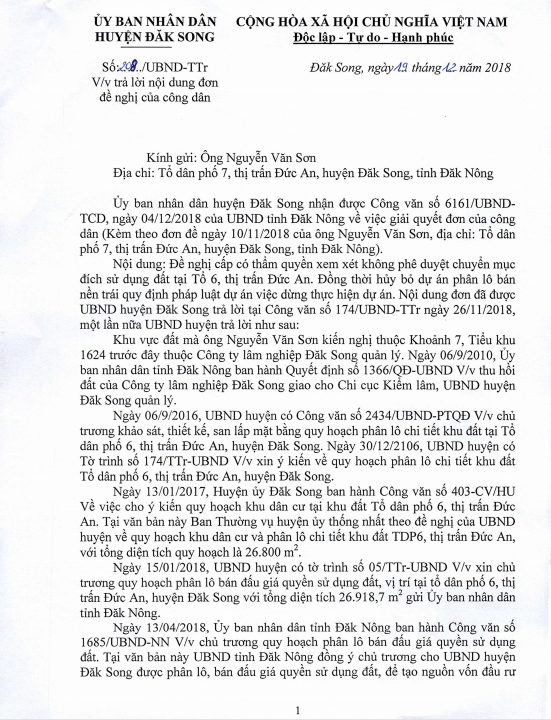 ỦY BAN NHÂN DÂN
HUYỆN ĐĂK SONG
CỘNG HÒA XÃ HỘI CHỦ NGHĨA VIỆT NAM
Độc lập - Tự do - Hạnh phúc
Số:208../UBND-TTr
V/v trả lời nội dung đơn
đề nghị của công dân
Đăk Song, ngày 19 tháng 12 năm 2018
Kính gửi: Ông Nguyễn Văn Sơn
Địa chỉ: Tổ dân phố 7, thị trấn Đức An, huyện Đăk Song, tỉnh Đăk Nông
Ủy ban nhân dân huyện Đăk Song nhận được Công văn số 6161/UBND-
TCD, ngày 04/12/2018 của UBND tỉnh Đăk Nông về việc giải quyết đơn của công
dân (Kèm theo đơn đề ngày 10/11/2018 của ông Nguyễn Văn Sơn, địa chỉ: Tổ dân
phố 7, thị trấn Đức An, huyện Đăk Song, tỉnh Đăk Nông).
Nội dung: Đề nghị cấp có thẩm quyền xem xét không phê duyệt chuyển mục
đích sử dụng đất tại Tổ 6, thị trấn Đức An. Đồng thời hủy bỏ dự án phân lô bán
nền trái quy định pháp luật dự án việc dừng thực hiện dự án. Nội dung đơn đã được
UBND huyện Đăk Song trả lời tại Công văn số 174/UBND-TTr ngày 26/11/2018,
một lần nữa UBND huyện trả lời như sau:
Khu vực đất mà ông Nguyễn Văn Sơn kiến nghị thuộc Khoảnh 7, Tiểu khu
1624 trước đây thuộc Công ty lâm nghiệp Đăk Song quản lý. Ngày 06/9/2010, Ủy
ban nhân dân tỉnh Đăk Nông ban hành Quyết định số 1366/QĐ-UBND V/v thu hồi
đất của Công ty lâm nghiệp Đăk Song giao cho Chi cục Kiểm lâm, UBND huyện
Đăk Song quản lý.
Ngày 06/9/2016, UBND huyện có Công văn số 2434/UBND-PTQĐ V/v chủ
trương khảo sát, thiết kế, san lấp mặt bằng quy hoạch phân lô chi tiết khu đất tại Tổ
dân phố 6, thị trấn Đức An, huyện Đăk Song. Ngày 30/12/2106, UBND huyện có
Tờ trình số 174/TTr-UBND V/v xin ý kiến về quy hoạch phân lô chi tiết khu đất
Tổ dân phố 6, thị trấn Đức An, huyện Đăk Song.
Ngày 13/01/2017, Huyện ủy Đăk Song ban hành Công văn số 403-CV/HU
Về việc cho ý kiến quy hoạch khu dân cư tại khu đất Tổ dân phố 6, thị trấn Đức
An. Tại văn bản này Ban Thường vụ huyện ủy thống nhất theo đề nghị của UBND
huyện về quy hoạch khu dân cư và phân lô chi tiết khu đất TDP6, thị trấn Đức An,
với tổng diện tích quy hoạch là 26.800 m².
Ngày 15/01/2018, UBND huyện có tờ trình số 05/TTr-UBND V/v xin chủ
trương quy hoạch phân lô bán đấu giá quyền sử dụng đất, vị trí tại tổ dân phố 6, thị
trấn Đức An, huyện Đăk Song với tổng diện tích 26.918,7 m² gửi Ủy ban nhân dân
tỉnh Đăk Nông.
Ngày 13/04/2018, Ủy ban nhân dân tỉnh Đăk Nông ban hành Công văn số
1685/UBND-NN V/v chủ trương quy hoạch phân lô bán đấu giá quyền sử dụng
đất. Tại văn bản này UBND tỉnh Đăk Nông đồng ý chủ trương cho UBND huyện
Đăk Song được phân lô, bán đấu giá quyền sử dụng đất, để tạo nguồn vốn đầu tư
1